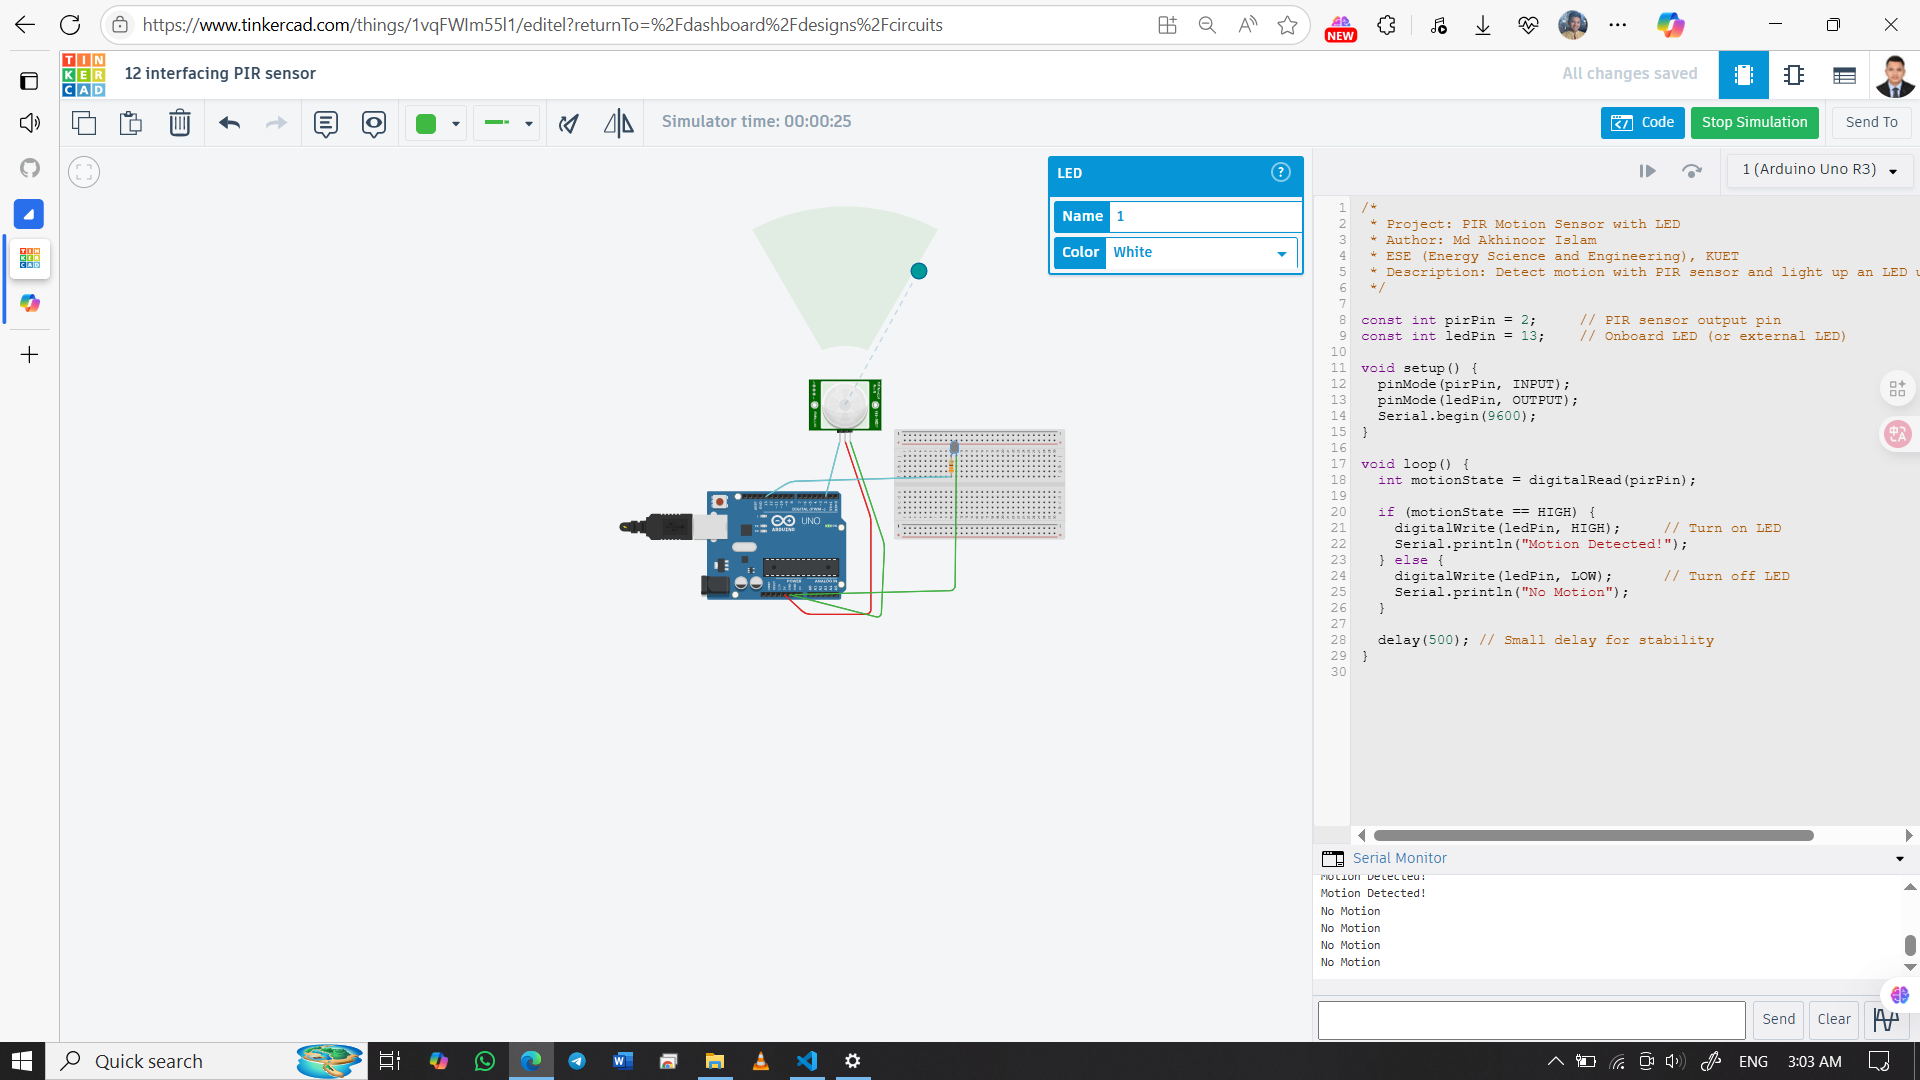 https://www.tinkercad.com/things/1vqFWlm55l1/editel?returnTo=%2Fdashboard%2Fdesigns%2Fcircuits
NEW
TIN
KER
CAD
12 interfacing PIR sensor
All changes saved
Simulator time: 00:00:25
Code
Stop Simulation
Send To
LED
?
Name 1
Color White
1 (Arduino Uno R3)
1 /*
2 * Project: PIR Motion Sensor with LED
3 * Author: Md Akhinoor Islam
4 * ESE (Energy Science and Engineering), KUET
5 * Description: Detect motion with PIR sensor and light up an LED u
6 */
7
8 const int pirPin = 2; // PIR sensor output pin
9 const int ledPin = 13; // Onboard LED (or external LED)
10
11 void setup() {
12 pinMode(pirPin, INPUT);
13 pinMode(ledPin, OUTPUT);
14 Serial.begin(9600);
15 }
16
17 void loop() {
18 int motionState = digitalRead(pirPin);
19
20 if (motionState == HIGH) {
21 digitalWrite(ledPin, HIGH); // Turn on LED
22 Serial.println("Motion Detected!");
23 } else {
24 digitalWrite(ledPin, LOW); // Turn off LED
25 Serial.println("No Motion");
26 }
27
28 delay(500); // Small delay for stability
29 }
30
UNO
ARDUINO
Serial Monitor
Motion Detected!
Motion Detected!
No Motion
No Motion
No Motion
No Motion
Send
Clear
Quick search
ENG
3:03 AM